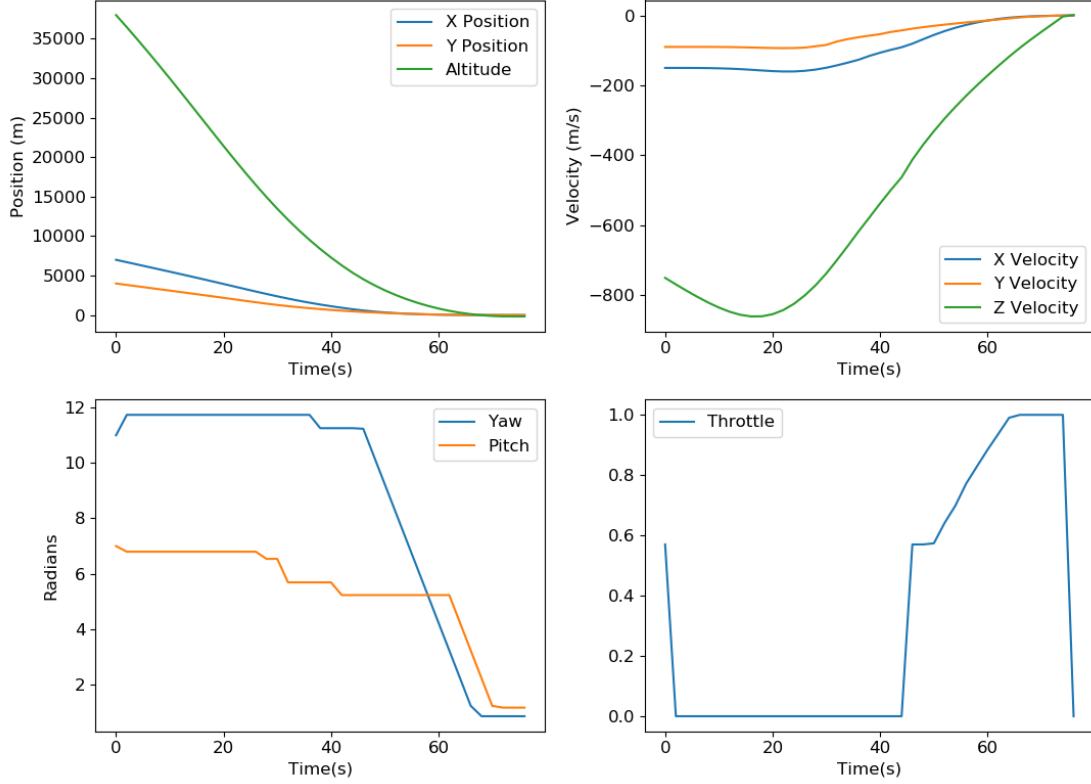 X Position
Y Position
Altitude
Position (m)
35000
30000
25000
20000
15000
10000
5000
0
0 20 40 60
Time(s)
X Velocity
Y Velocity
Z Velocity
Velocity (m/s)
0
−200
−400
−600
−800
0 20 40 60
Time(s)
Yaw
Pitch
Radians
12
10
8
6
4
2
0 20 40 60
Time(s)
Throttle
1.0
0.8
0.6
0.4
0.2
0.0
0 20 40 60
Time(s)